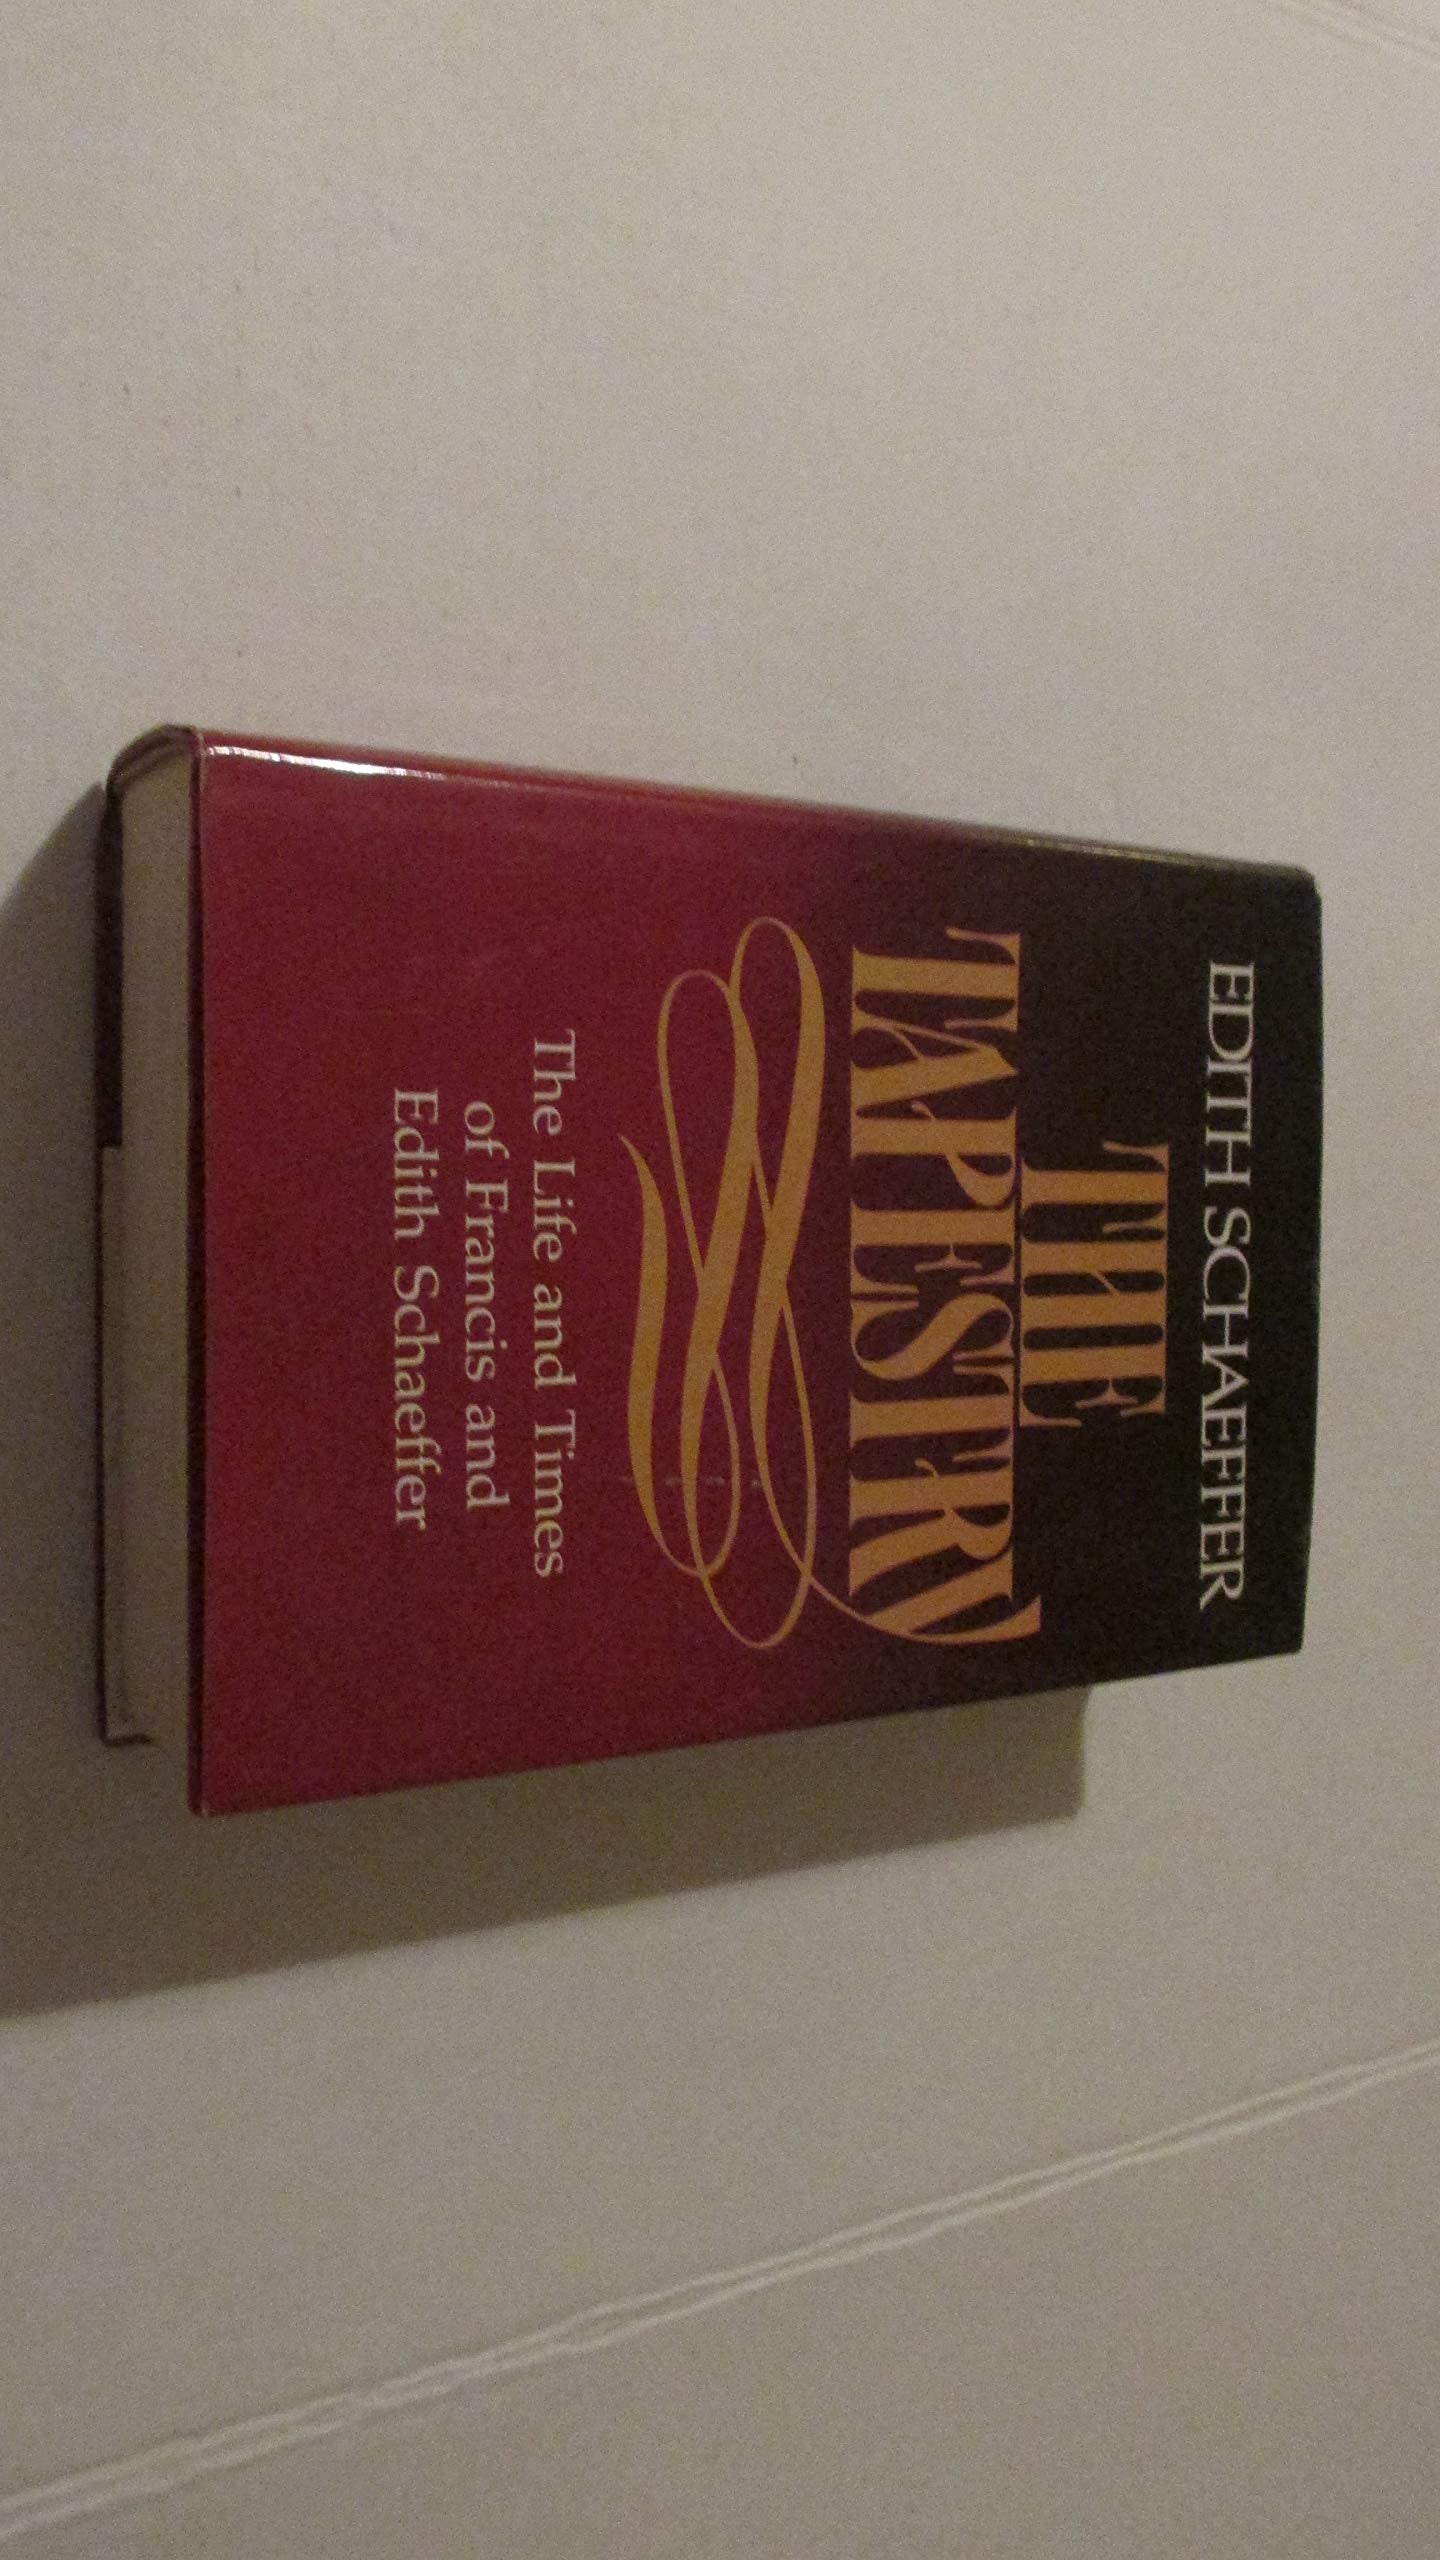 EDITH SCHAEFFER
THE
TAPESTRY
The Life and Times
of Francis and
Edith Schaeffer